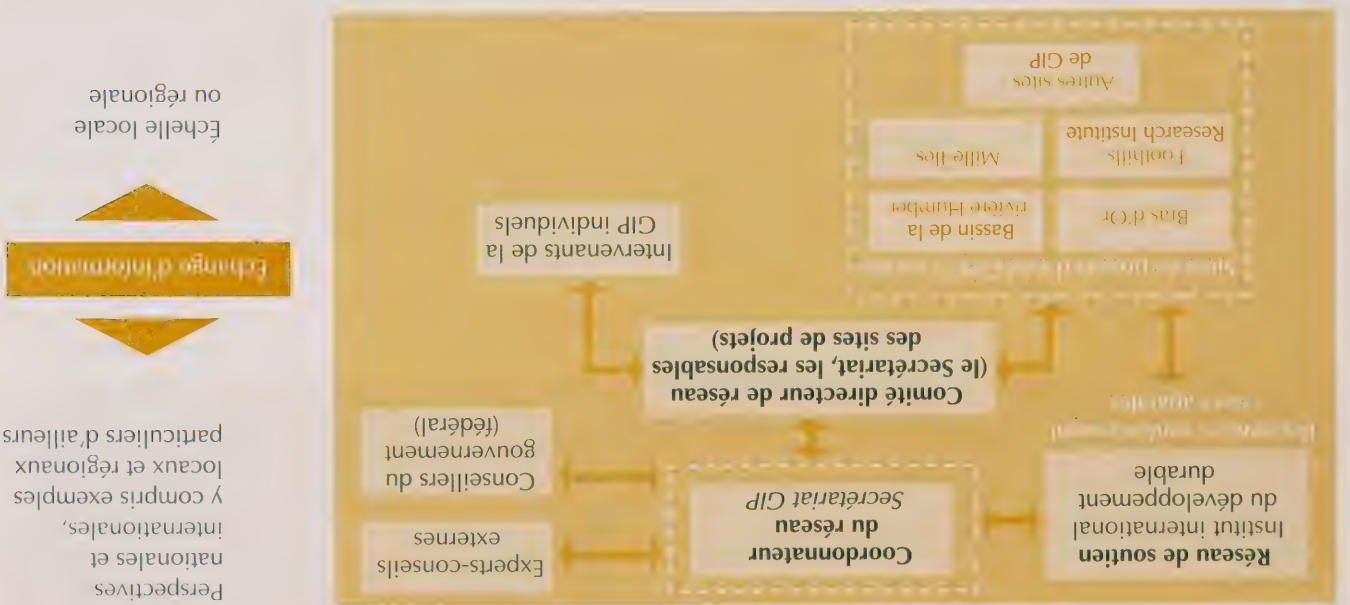 Réseau de soutien
Institut international
du développement
durable
Coordonnateur
du réseau
Secrétariat GIP
Experts-conseils
externes
Conseillers du
gouvernement
(fédéral)
Comité directeur de réseau
(le Secrétariat, les responsables
des sites de projets)
Bras d'Or
Bassin de la
rivière Humber
Foothills
Research Institute
Mille-Îles
Autres sites
de GIP
Intervenants de la
GIP individuels
Perspectives
nationales et
internationales,
y compris exemples
locaux et régionaux
particuliers d'ailleurs
Échange d'information
Échelle locale
ou régionale